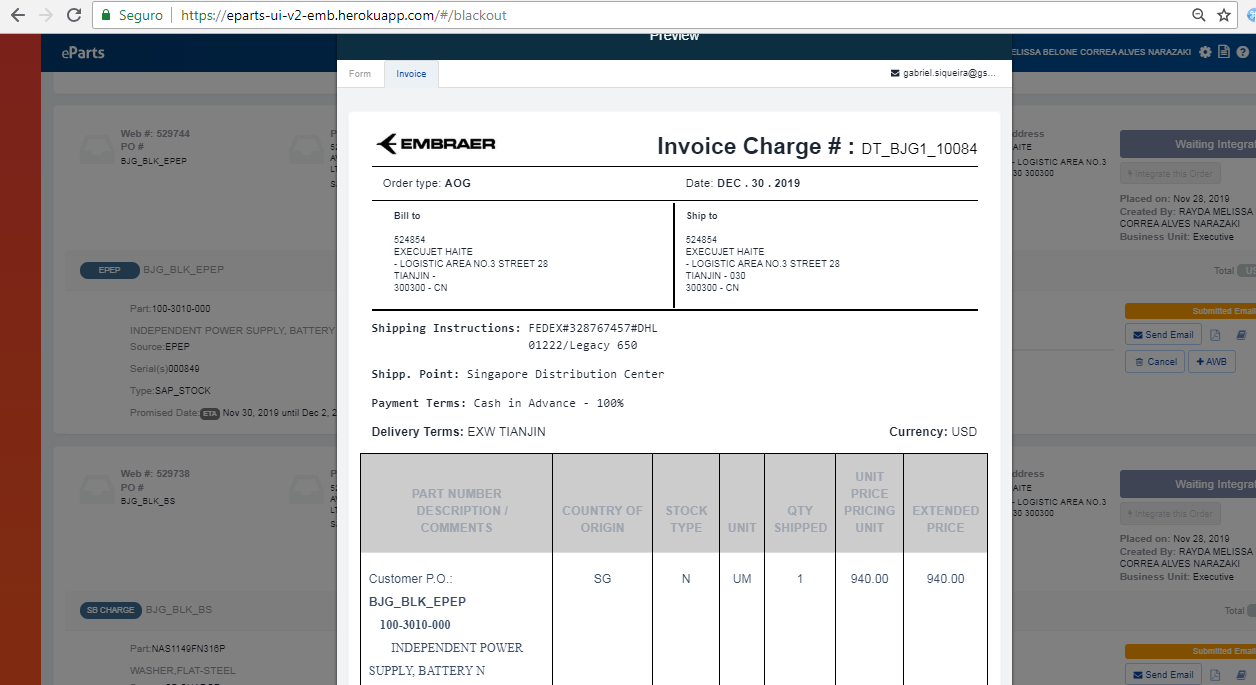 Seguro https://eparts-ui-v2-emb.herokuapp.com/#/blackout
eParts
Preview
ELISSA BELONE CORREA ALVES NARAZAKI
Form Invoice gabriel.siqueira@gs...
Web #: 529744
PO #
BJG_BLK_EPEP
EPEP BJG_BLK_EPEP
Part:100-3010-000
INDEPENDENT POWER SUPPLY, BATTERY
Source:EPEP
Serial(s)000849
Type:SAP_STOCK
Promised Date: ETA Nov 30, 2019 until Dec 2, 2
Web #: 529738
PO #
BJG_BLK_BS
SB CHARGE BJG_BLK_BS
Part:NAS1149FN316P
WASHER,FLAT-STEEL
EMBRAER
Invoice Charge # : DT_BJG1_10084
Order type: AOG
Date: DEC . 30 . 2019
Bill to
524854
EXECUJET HAITE
- LOGISTIC AREA NO.3 STREET 28
TIANJIN -
300300 - CN
Ship to
524854
EXECUJET HAITE
- LOGISTIC AREA NO.3 STREET 28
TIANJIN - 030
300300 - CN
Shipping Instructions: FEDEX#328767457#DHL
01222/Legacy 650
Shipp. Point: Singapore Distribution Center
Payment Terms: Cash in Advance - 100%
Delivery Terms: EXW TIANJIN
Currency: USD
PART NUMBER
DESCRIPTION /
COMMENTS
COUNTRY OF
ORIGIN
STOCK
TYPE
UNIT
QTY
SHIPPED
UNIT
PRICE
PRICING
UNIT
EXTENDED
PRICE
Customer P.O.: SG N UM 1 940.00 940.00
BJG_BLK_EPEP
100-3010-000
INDEPENDENT POWER
SUPPLY, BATTERY N
ddress
AITE
- LOGISTIC AREA NO.3
30 300300
Waiting Integrat
Integrate this Order
Placed on: Nov 28, 2019
Created By: RAYDA MELISSA
CORREA ALVES NARAZAKI
Business Unit: Executive
Total US
Submitted Email
Send Email
Cancel + AWB
ddress
AITE
- LOGISTIC AREA NO.3
30 300300
Waiting Integrat
Integrate this Order
Placed on: Nov 28, 2019
Created By: RAYDA MELISSA
CORREA ALVES NARAZAKI
Business Unit: Executive
Total
Submitted Email
Send Email